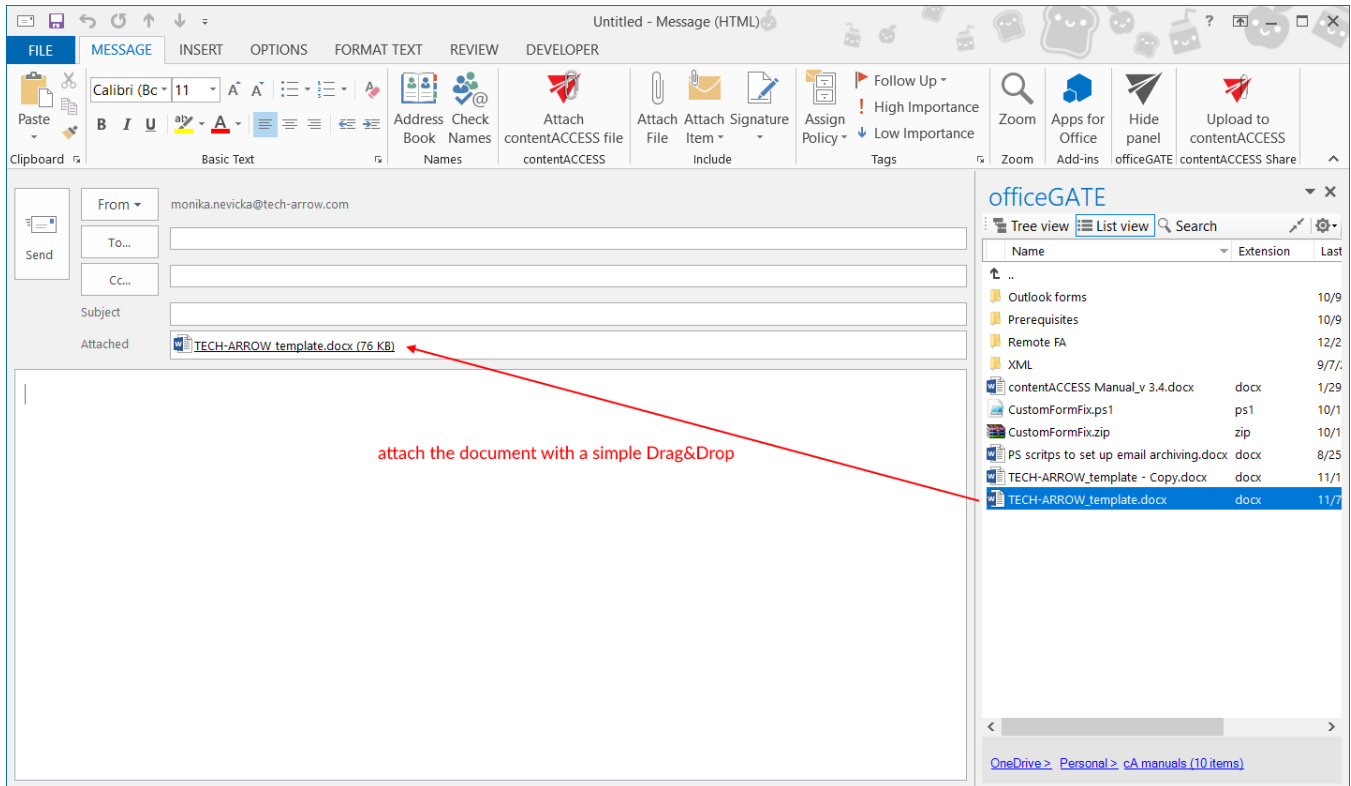 Untitled - Message (HTML)
?
FILE MESSAGE INSERT OPTIONS FORMAT TEXT REVIEW DEVELOPER
Paste
Clipboard
Calibri (Bc 11 A A
B I U aby A
Basic Text
Address Book
Check Names
Names
@
Attach contentACCESS file
contentACCESS
Attach File
Attach Item
Signature
Include
Assign Policy
Follow Up
! High Importance
Low Importance
Tags
Zoom
Zoom
Apps for Office
Add-ins
Hide panel
officeGATE
Upload to contentACCESS
contentACCESS Share
Send
From monika.nevicka@tech-arrow.com
To...
Cc...
Subject
Attached TECH-ARROW_template.docx (76 KB)
attach the document with a simple Drag&Drop
officeGATE
Tree view List view Search
Name Extension Last
..
Outlook forms 10/9
Prerequisites 10/9
Remote FA 12/2
XML 9/7/
contentACCESS Manual_v 3.4.docx docx 1/29
CustomFormFix.ps1 ps1 10/1
CustomFormFix.zip zip 10/1
PS scritps to set up email archiving.docx docx 8/25
TECH-ARROW_template - Copy.docx docx 11/1
TECH-ARROW_template.docx docx 11/7
OneDrive > Personal > cA manuals (10 items)